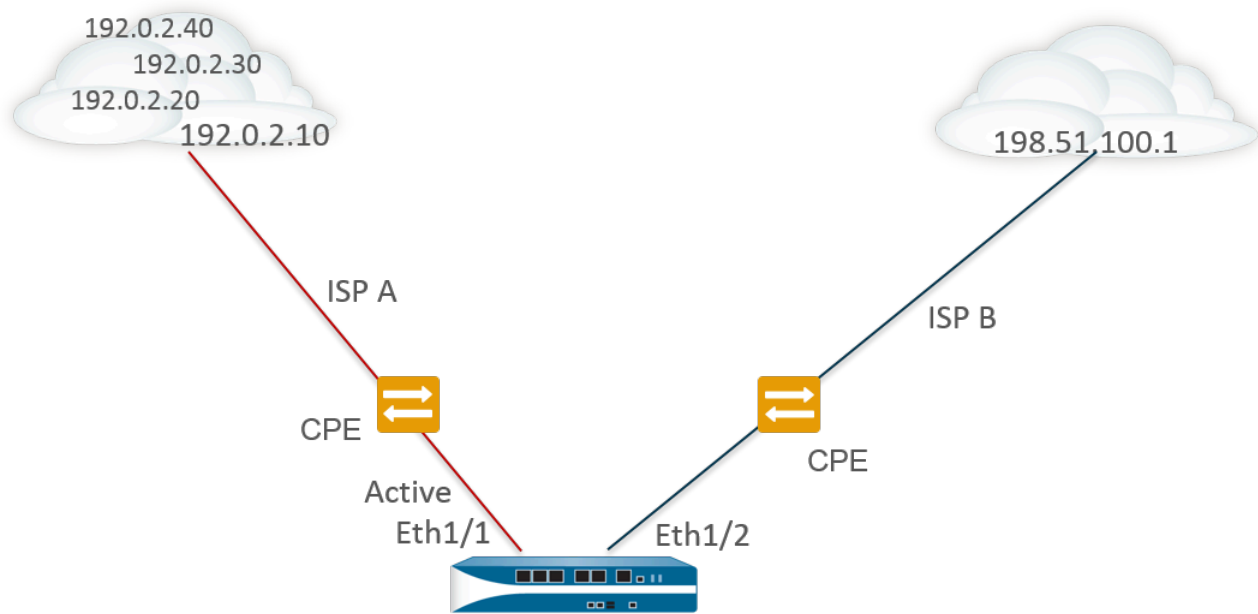 192.0.2.40
192.0.2.30
192.0.2.20
192.0.2.10
198.51.100.1
ISP A
ISP B
CPE
CPE
Active
Eth1/1
Eth1/2